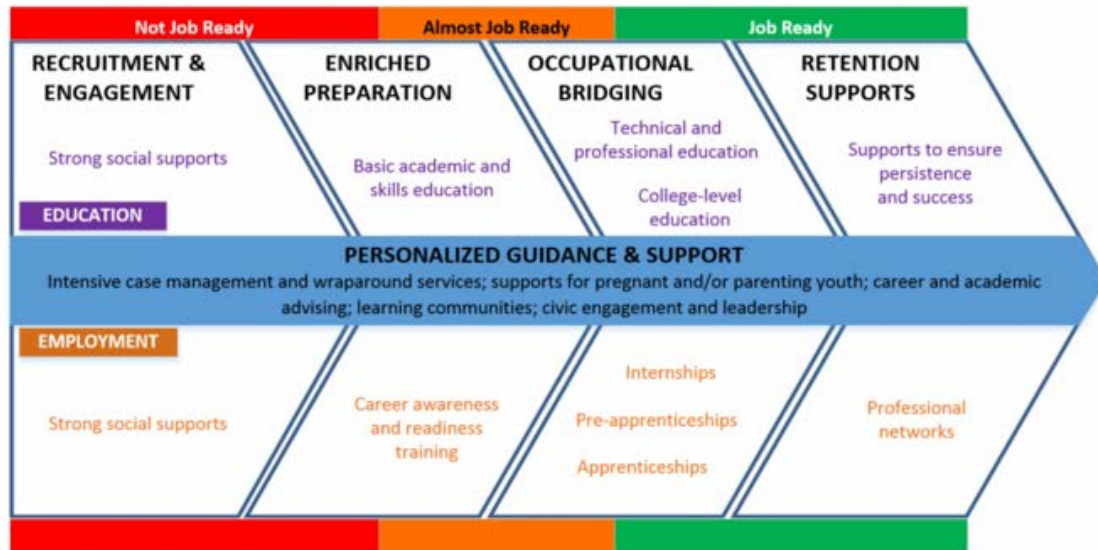 Not Job Ready
Almost Job Ready
Job Ready
RECRUITMENT &
ENGAGEMENT
Strong social supports
ENRICHED
PREPARATION
Basic academic and
skills education
OCCUPATIONAL
BRIDGING
Technical and
professional education
College-level
education
RETENTION
SUPPORTS
Supports to ensure
persistence
and success
EDUCATION
PERSONALIZED GUIDANCE & SUPPORT
Intensive case management and wraparound services; supports for pregnant and/or parenting youth; career and academic
advising; learning communities; civic engagement and leadership
EMPLOYMENT
Strong social supports
Career awareness
and readiness
training
Internships
Pre-apprenticeships
Apprenticeships
Professional
networks